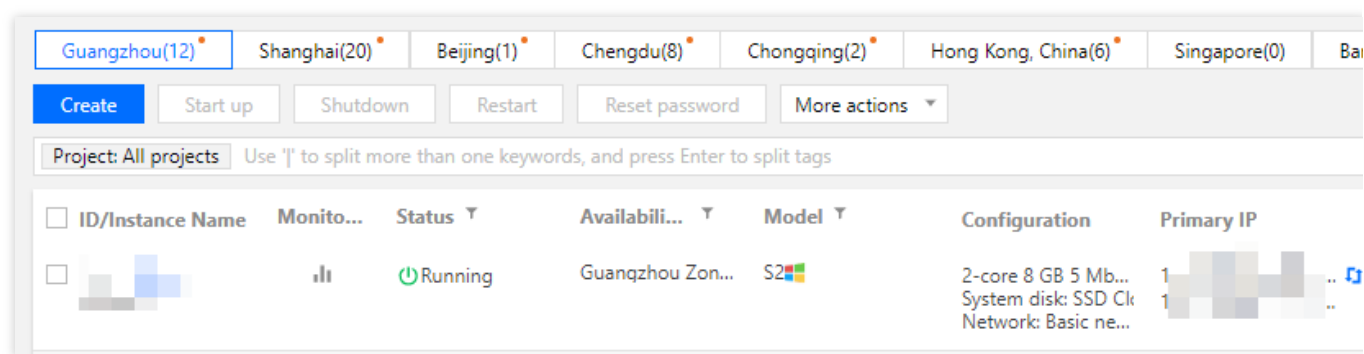 Guangzhou(12) Shanghai(20) Beijing(1) Chengdu(8) Chongqing(2) Hong Kong, China(6) Singapore(0) Ban
Create Start up Shutdown Restart Reset password More actions
Project: All projects Use '|' to split more than one keywords, and press Enter to split tags
ID/Instance Name Monito... Status Availabili... Model Configuration Primary IP
Running Guangzhou Zon... S2 2-core 8 GB 5 Mb...
System disk: SSD Clo
Network: Basic ne...